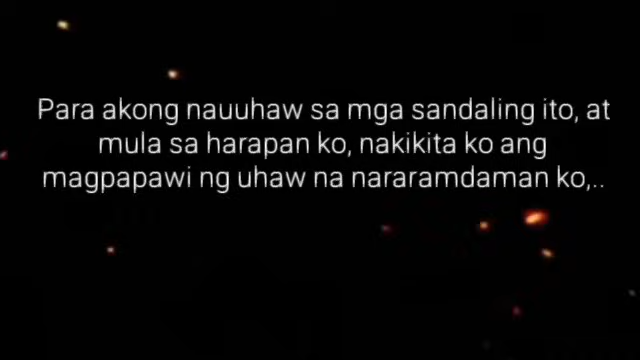 Para akong nauuhaw sa mga sandaling ito, at
mula sa harapan ko, nakikita ko ang
magpapawi ng uhaw na nararamdaman ko,..